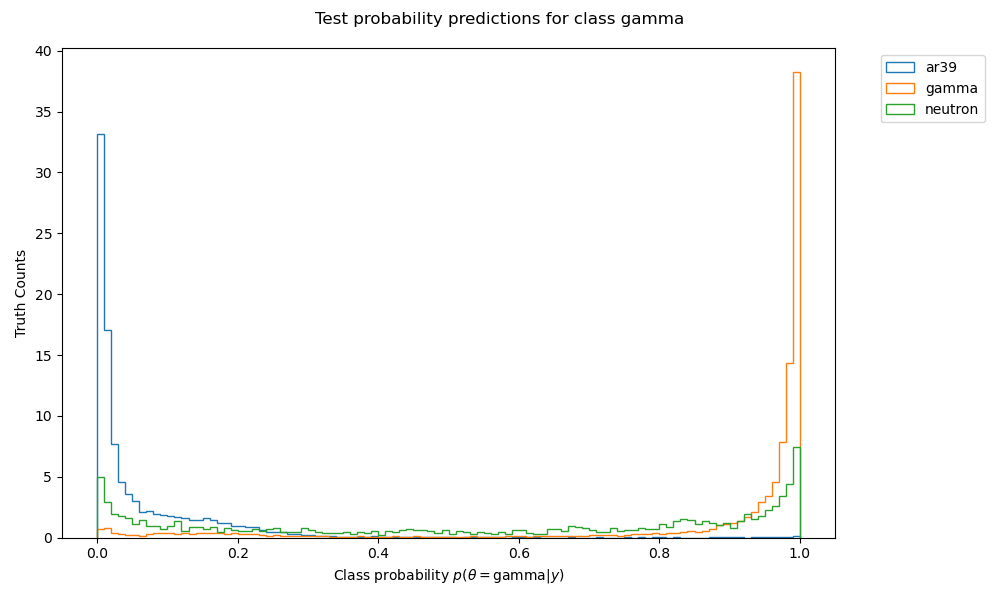 Test probability predictions for class gamma
40
35
30
25
20
15
10
5
0
Truth Counts
0.0 0.2 0.4 0.6 0.8 1.0
Class probability p(θ = gamma|y)
ar39
gamma
neutron